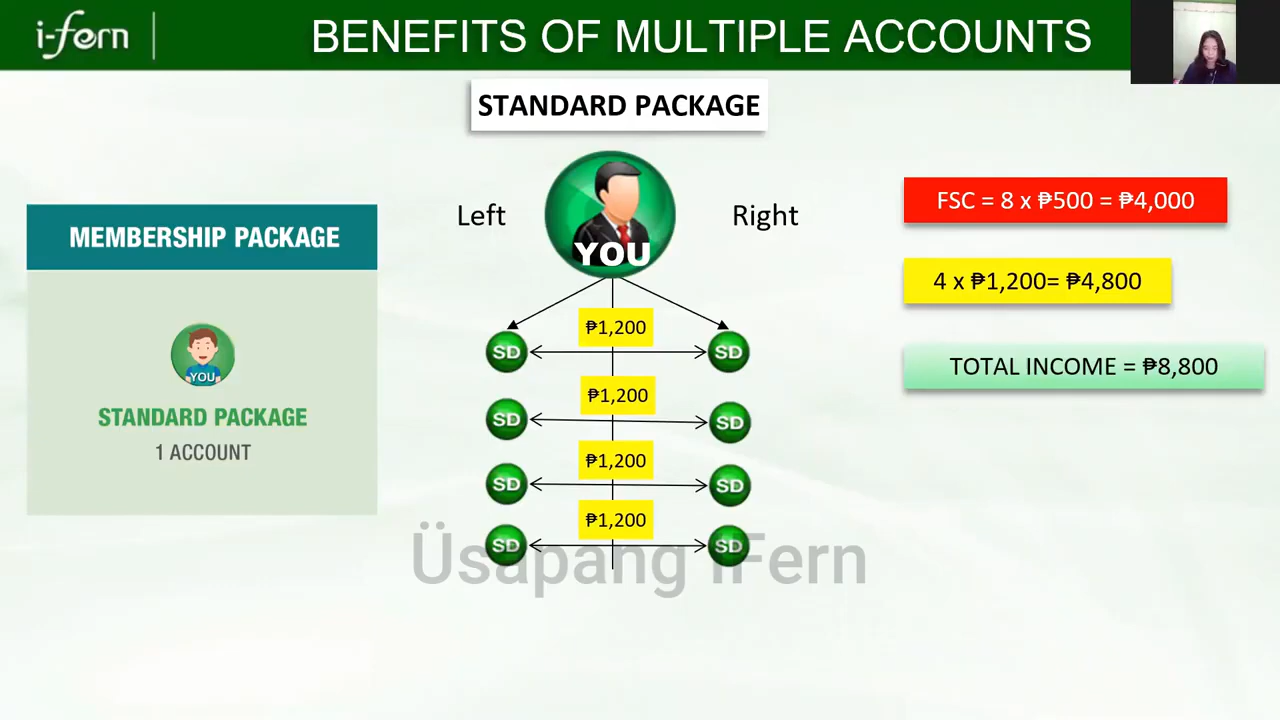 i-fern
BENEFITS OF MULTIPLE ACCOUNTS
STANDARD PACKAGE
MEMBERSHIP PACKAGE
YOU
STANDARD PACKAGE
1 ACCOUNT
Left
Right
YOU
₱1,200
SD
SD
₱1,200
SD
SD
₱1,200
SD
SD
₱1,200
SD
SD
FSC = 8 x ₱500 = ₱4,000
4 x ₱1,200= ₱4,800
TOTAL INCOME = ₱8,800
Üsapang iFern